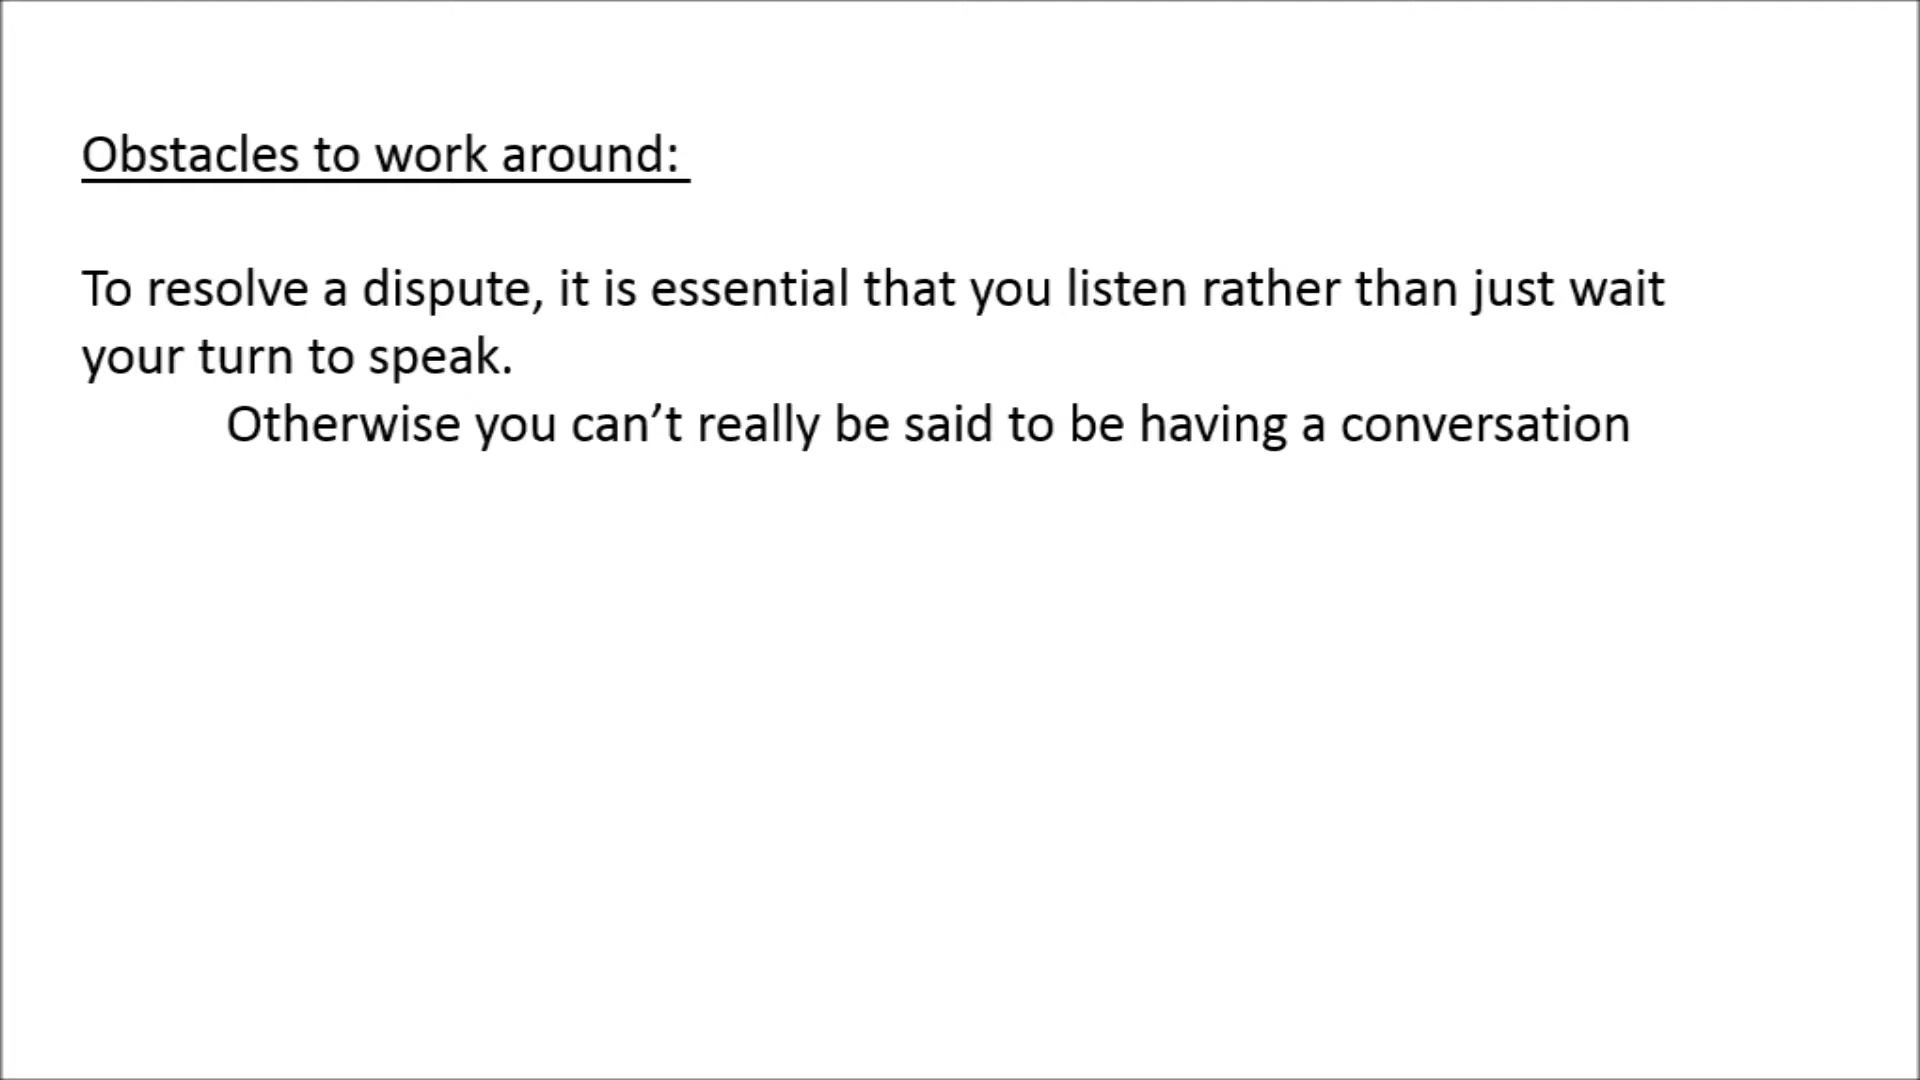 Obstacles to work around:
To resolve a dispute, it is essential that you listen rather than just wait
your turn to speak.
Otherwise you can’t really be said to be having a conversation